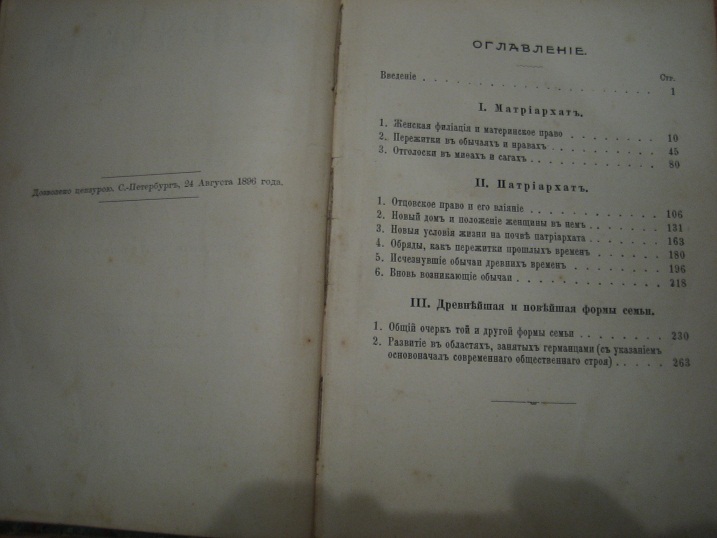 Дозволено цензурою. С.-Петербургъ, 24 Августа 1896 года.
ОГЛАВЛЕНІЕ.
Стр.
Введеніе . . . . . . . . . . . . . . . . 1
I. Матріархатъ.
1. Женская филіація и материнское право . . . . . . . . 10
2. Пережитки въ обычаяхъ и нравахъ . . . . . . . . . 45
3. Отголоски въ миѳахъ и сагахъ . . . . . . . . . . 80
II. Патріархатъ.
1. Отцовское право и его вліяніе . . . . . . . . . . 106
2. Новый домъ и положеніе женщины въ немъ . . . . . . 131
3. Новыя условія жизни на почвѣ патріархата . . . . . . 163
4. Обряды, какъ пережитки прошлыхъ временъ . . . . . . 180
5. Исчезнувшіе обычаи древнихъ временъ . . . . . . . . 196
6. Вновь возникающіе обычаи . . . . . . . . . . . 218
III. Древнѣйшая и новѣйшая формы семьи.
1. Общій очеркъ той и другой формы семьи . . . . . . . 230
2. Развитіе въ областяхъ, занятыхъ германцами (съ указаніемъ
основоначалъ современнаго общественнаго строя) . . . . . 263